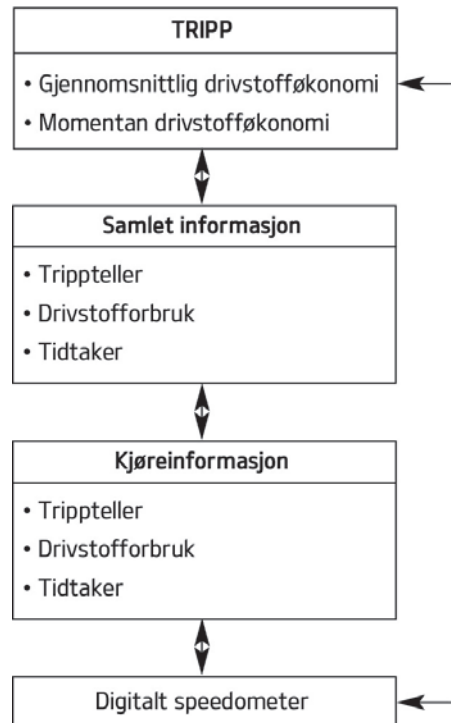 TRIPP
• Gjennomsnittlig drivstofføkonomi
• Momentan drivstofføkonomi
Samlet informasjon
• Trippteller
• Drivstofforbruk
• Tidtaker
Kjøreinformasjon
• Trippteller
• Drivstofforbruk
• Tidtaker
Digitalt speedometer